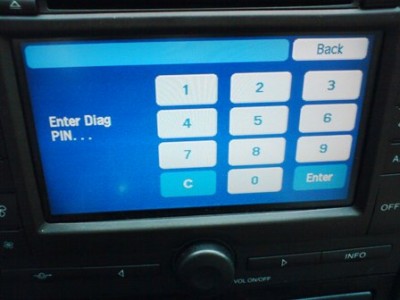 Back
1 2 3
Enter Diag
PIN...
4 5 6
7 8 9
C 0 Enter
OFF
INFO
VOL ON/OFF